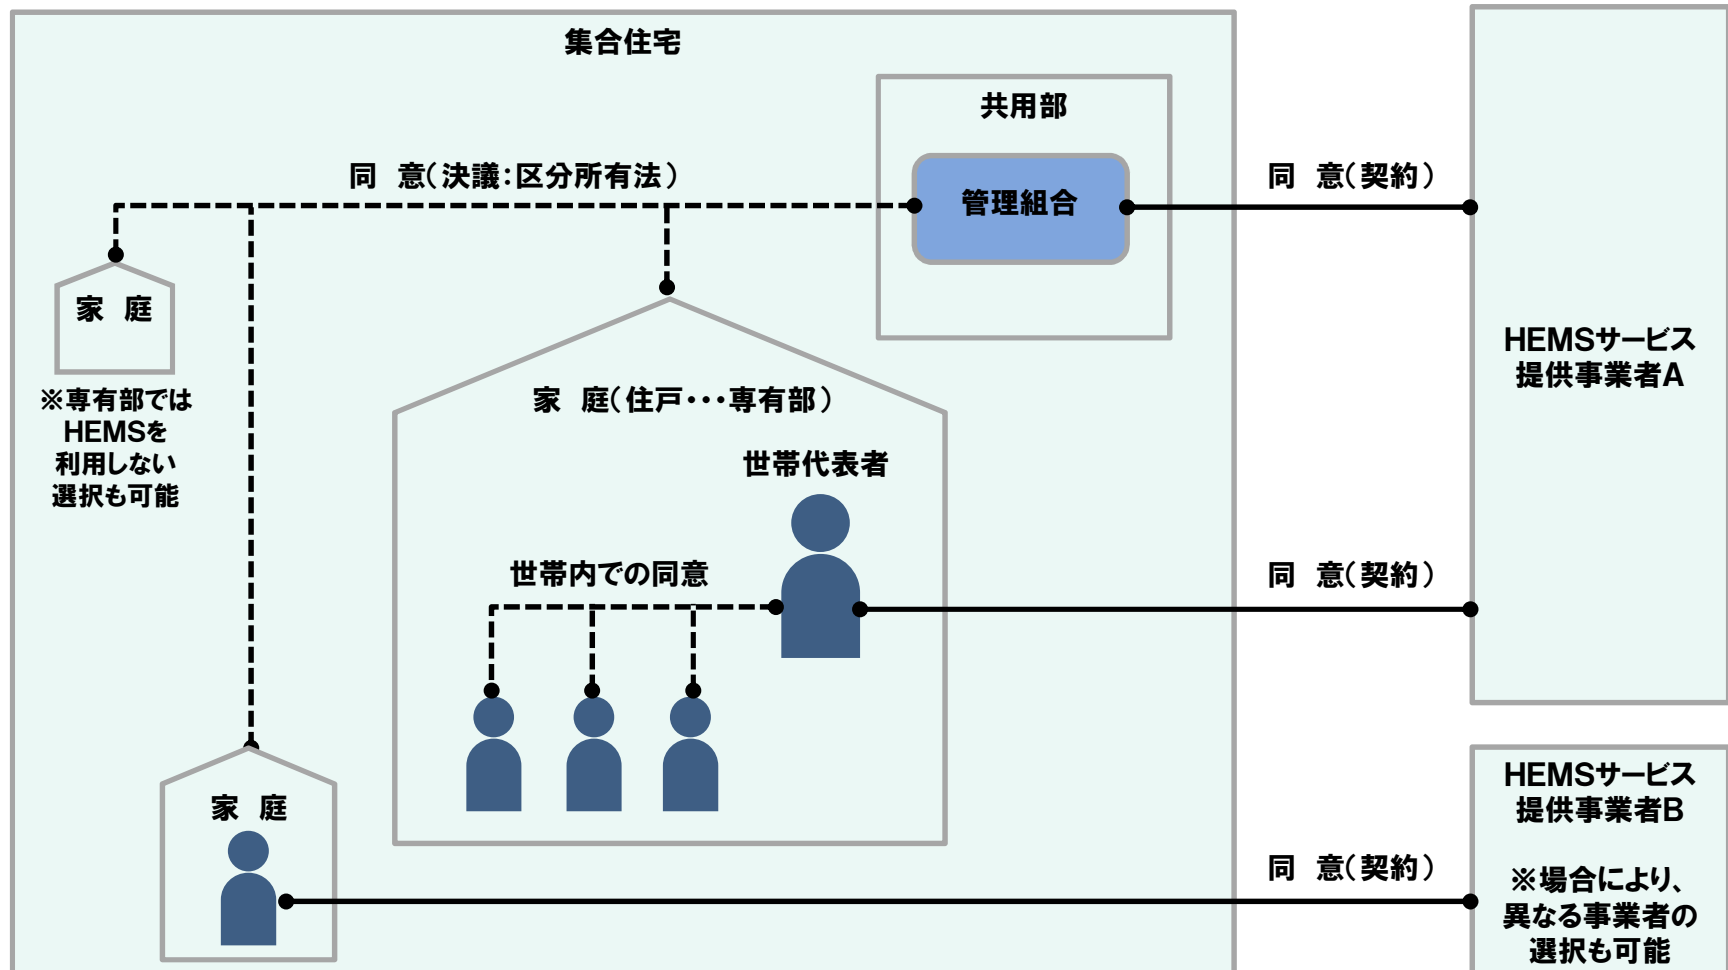 集合住宅
共用部
同　意（決議：区分所有法）
管理組合
同　意（契約）
家　庭
※専有部では
HEMSを
利用しない
選択も可能
家　庭（住戸・・・専有部）
世帯代表者
世帯内での同意
同　意（契約）
HEMSサービス
提供事業者A
家　庭
同　意（契約）
HEMSサービス
提供事業者B
※場合により、
異なる事業者の
選択も可能